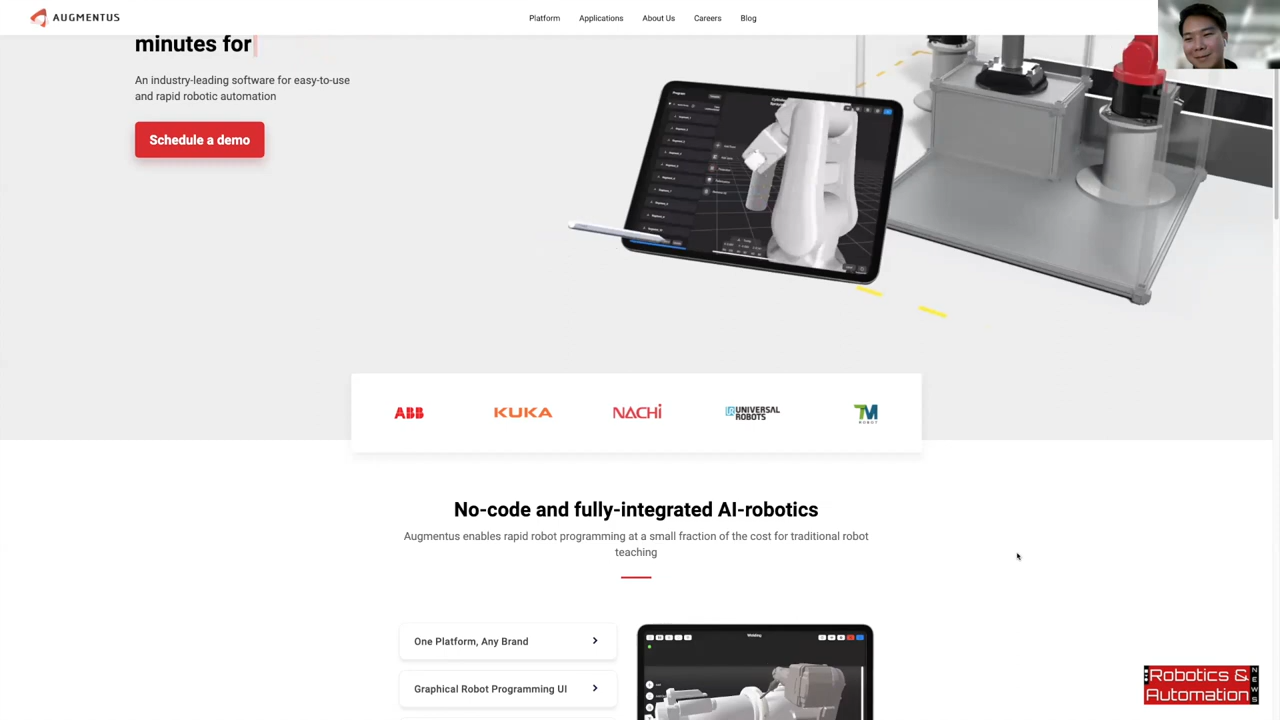 AUGMENTUS
Platform
Applications
About Us
Careers
Blog
minutes for
An industry-leading software for easy-to-use
and rapid robotic automation
Schedule a demo
Program
ABB
KUKA
NACHi
UNIVERSAL
ROBOTS
TM
ROBOT
No-code and fully-integrated AI-robotics
Augmentus enables rapid robot programming at a small fraction of the cost for traditional robot
teaching
One Platform, Any Brand
Graphical Robot Programming UI
Welding
Robotics &
Automation
NEWS